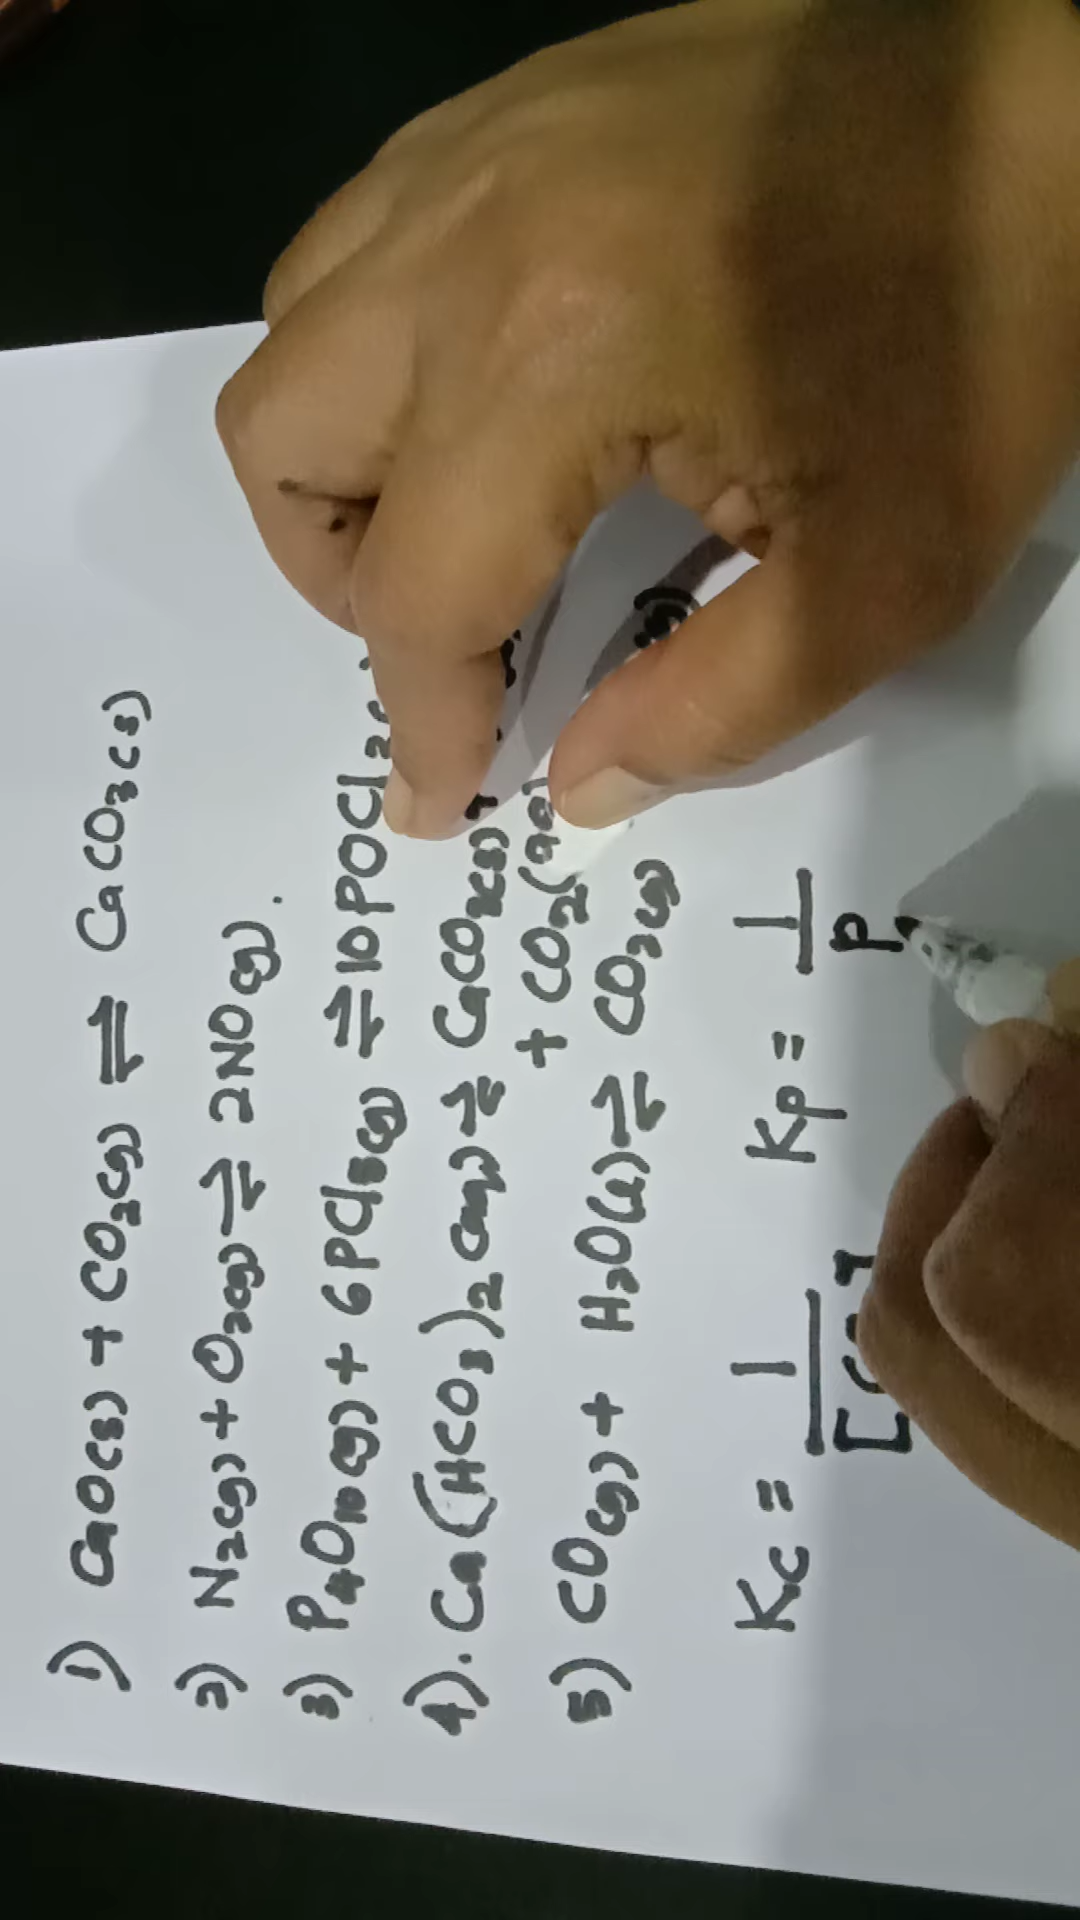 1) CaO(s) + CO₂(g) ⇌ CaCO₃(s)
2) N₂(g) + O₂(g) ⇌ 2NO(g).
3) P₄O₁₀(g) + 6PCl₅(g) ⇌ 10POCl₃
4). Ca(HCO₃)₂(aq) ⇌ CaCO₃(s)
+ CO₂(aq)
5) CO(g) + H₂O(l) ⇌ CO₂(g)
Kc = 1 Kp = 1
[ ] P